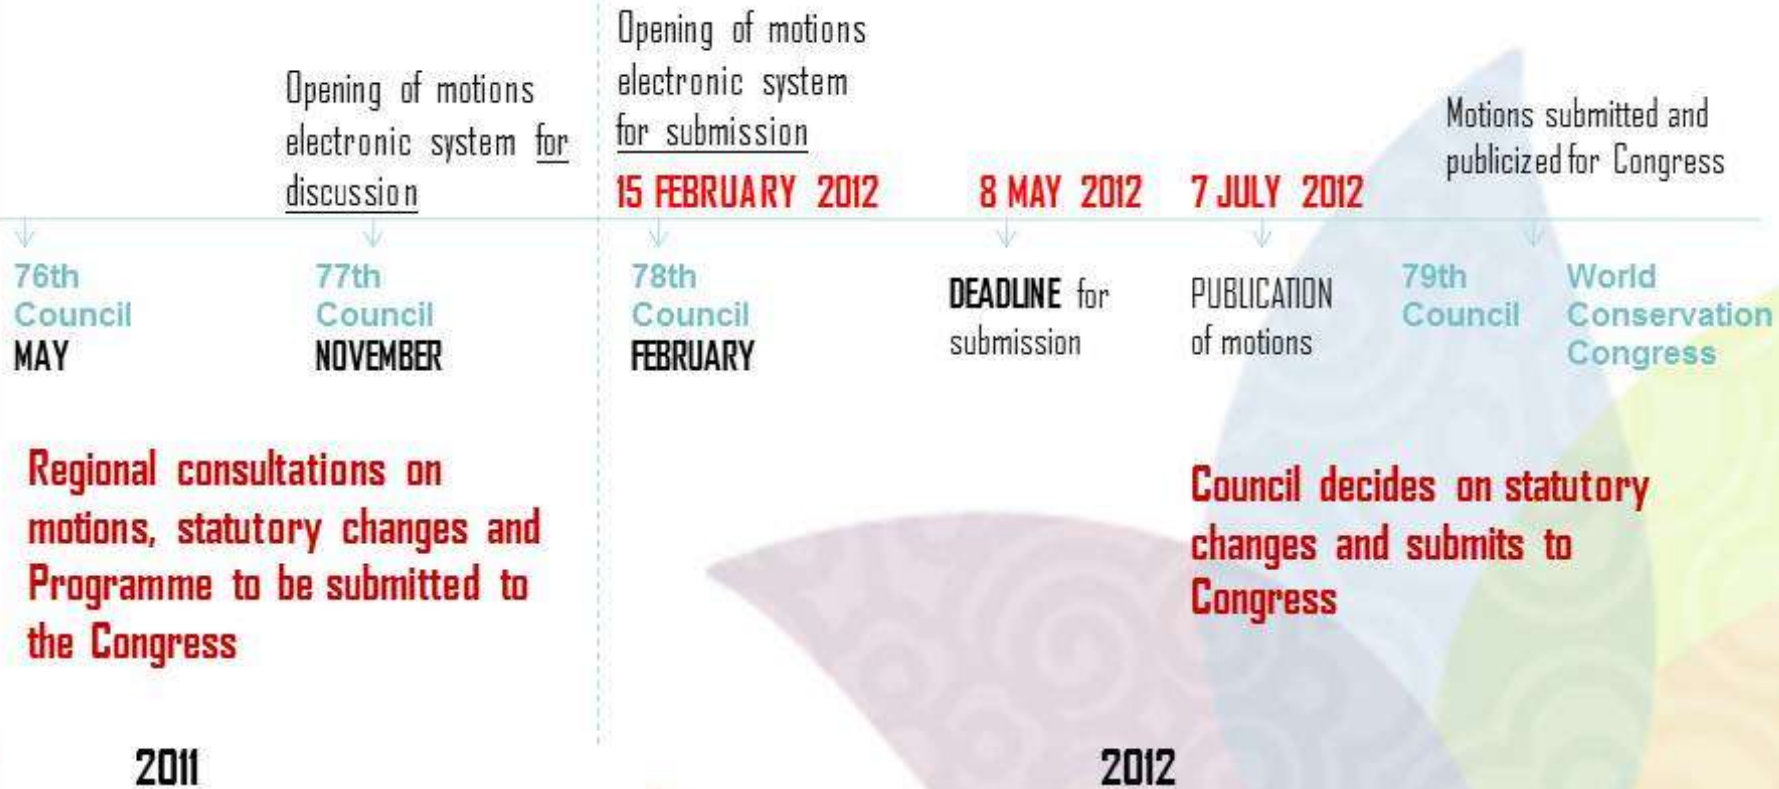 Opening of motions
electronic system for
discussion
Opening of motions
electronic system
for submission
15 FEBRUARY 2012
8 MAY 2012
7 JULY 2012
Motions submitted and
publicized for Congress
76th
Council
MAY
77th
Council
NOVEMBER
78th
Council
FEBRUARY
DEADLINE for
submission
PUBLICATION
of motions
79th
Council
World
Conservation
Congress
Regional consultations on
motions, statutory changes and
Programme to be submitted to
the Congress
Council decides on statutory
changes and submits to
Congress
2011
2012